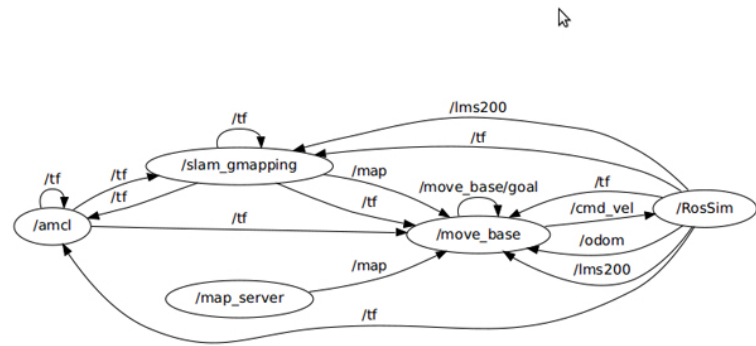 /lms200
/tf
/tf
/slam_gmapping
/map
/tf
/tf
/tf
/tf
/move_base/goal
/tf
/cmd_vel
/RosSim
/amcl
/tf
/move_base
/odom
/map
/lms200
/map_server
/tf